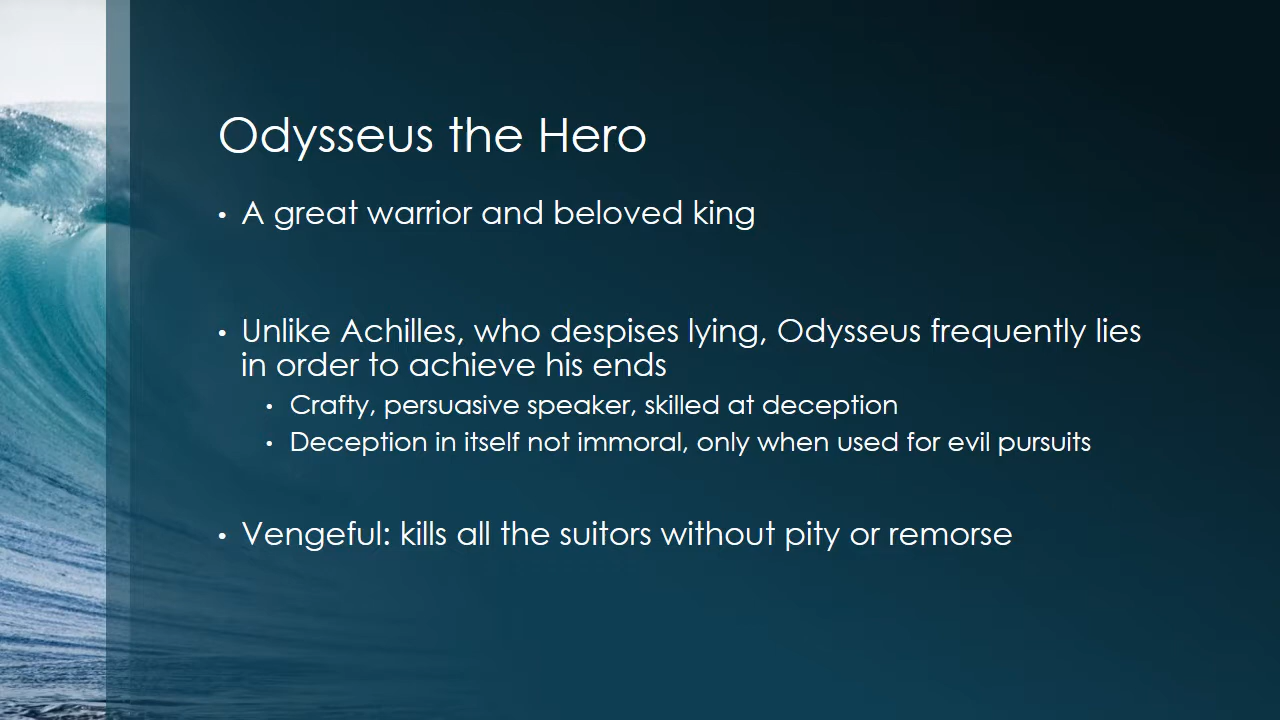 Odysseus the Hero
• A great warrior and beloved king
• Unlike Achilles, who despises lying, Odysseus frequently lies
in order to achieve his ends
• Crafty, persuasive speaker, skilled at deception
• Deception in itself not immoral, only when used for evil pursuits
• Vengeful: kills all the suitors without pity or remorse